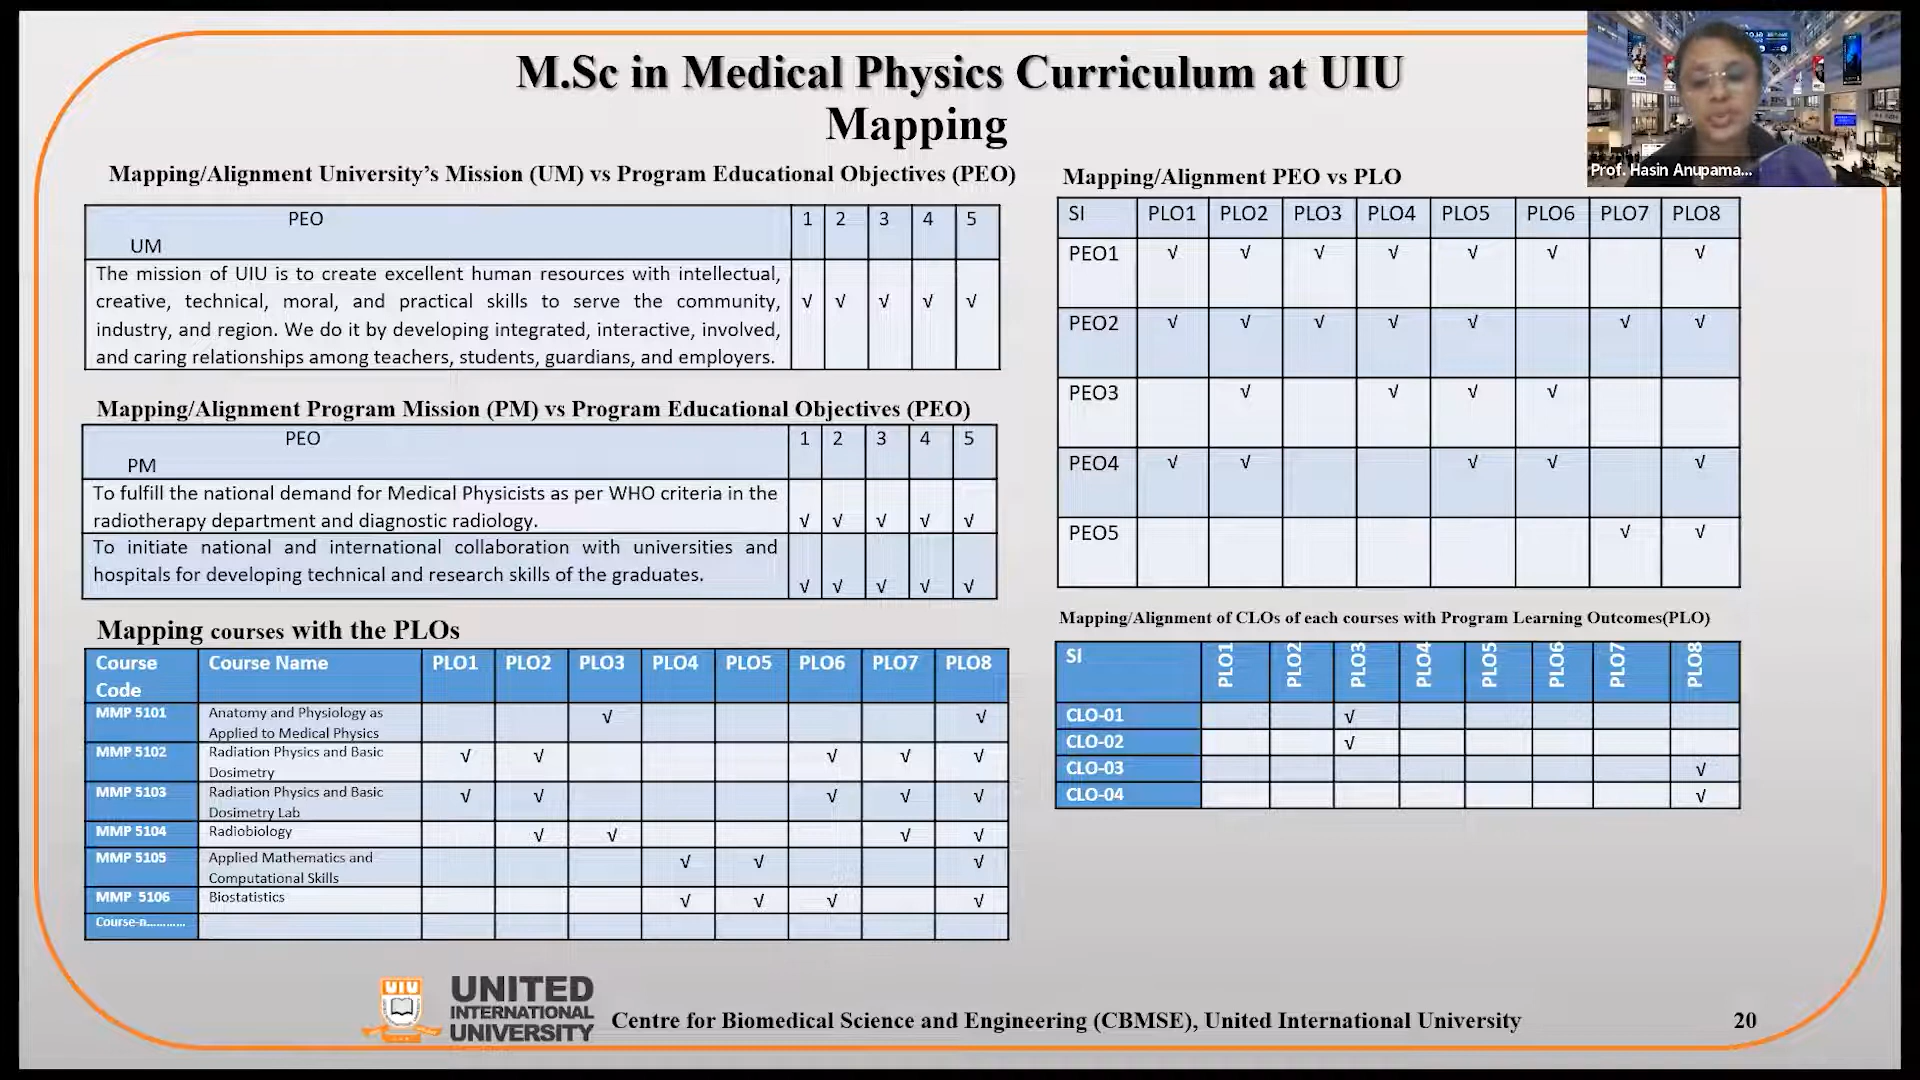 M.Sc in Medical Physics Curriculum at UIU
Mapping
Prof. Hasin Anupama...
Mapping/Alignment University's Mission (UM) vs Program Educational Objectives (PEO)
PEO 1 2 3 4 5
UM
The mission of UIU is to create excellent human resources with intellectual,
creative, technical, moral, and practical skills to serve the community, √ √ √ √ √
industry, and region. We do it by developing integrated, interactive, involved,
and caring relationships among teachers, students, guardians, and employers.
Mapping/Alignment Program Mission (PM) vs Program Educational Objectives (PEO)
PEO 1 2 3 4 5
PM
To fulfill the national demand for Medical Physicists as per WHO criteria in the
radiotherapy department and diagnostic radiology. √ √ √ √ √
To initiate national and international collaboration with universities and
hospitals for developing technical and research skills of the graduates.
√ √ √ √ √
Mapping courses with the PLOs
Course Course Name PLO1 PLO2 PLO3 PLO4 PLO5 PLO6 PLO7 PLO8
Code
MMP 5101 Anatomy and Physiology as √ √
Applied to Medical Physics
MMP 5102 Radiation Physics and Basic √ √ √ √ √
Dosimetry
MMP 5103 Radiation Physics and Basic √ √ √ √ √
Dosimetry Lab
MMP 5104 Radiobiology √ √ √ √
MMP 5105 Applied Mathematics and √ √ √
Computational Skills
MMP 5106 Biostatistics √ √ √ √
Course-n............
Mapping/Alignment PEO vs PLO
SI PLO1 PLO2 PLO3 PLO4 PLO5 PLO6 PLO7 PLO8
PEO1 √ √ √ √ √ √ √
PEO2 √ √ √ √ √ √ √
PEO3 √ √ √ √
PEO4 √ √ √ √ √
PEO5 √ √
Mapping/Alignment of CLOs of each courses with Program Learning Outcomes(PLO)
SI PLO1 PLO2 PLO3 PLO4 PLO5 PLO6 PLO7 PLO8
CLO-01 √
CLO-02 √
CLO-03 √
CLO-04 √
UIU
UNITED
INTERNATIONAL
UNIVERSITY
Centre for Biomedical Science and Engineering (CBMSE), United International University
20